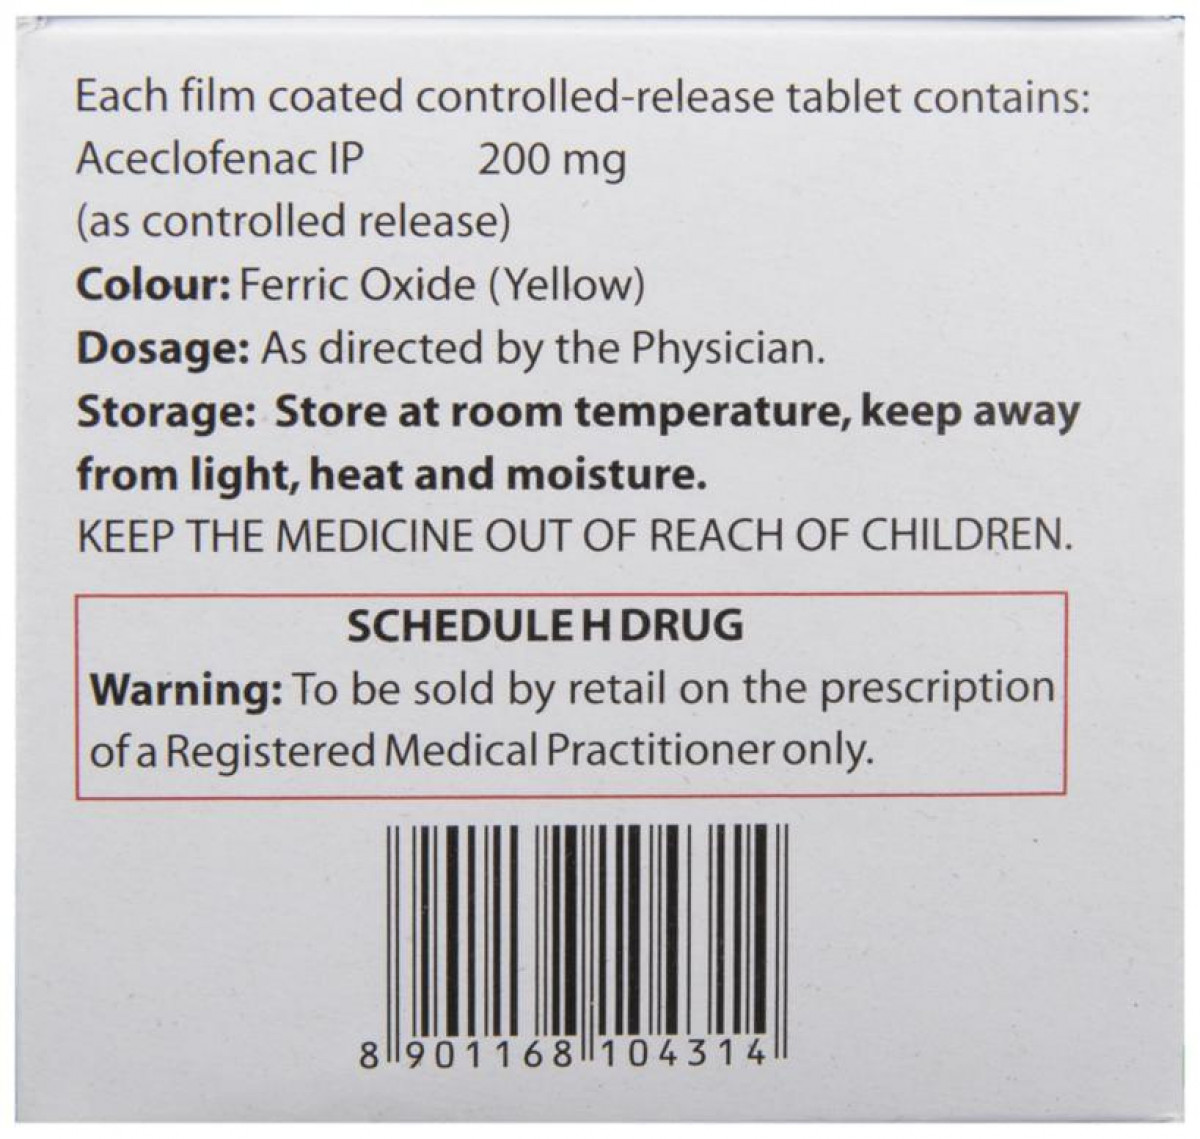 Each film coated controlled-release tablet contains:
Aceclofenac IP 200 mg
(as controlled release)
Colour: Ferric Oxide (Yellow)
Dosage: As directed by the Physician.
Storage: Store at room temperature, keep away
from light, heat and moisture.
KEEP THE MEDICINE OUT OF REACH OF CHILDREN.
SCHEDULE H DRUG
Warning: To be sold by retail on the prescription
of a Registered Medical Practitioner only.
8 901168 104314